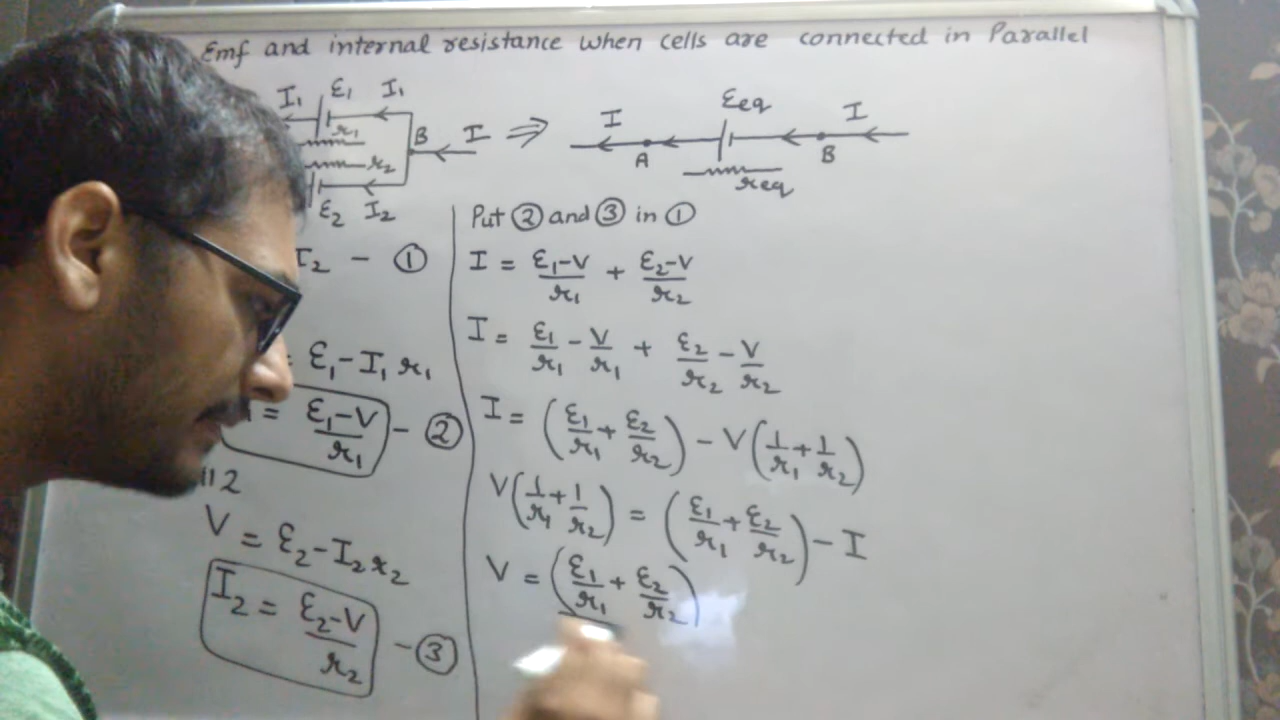 Emf and internal resistance when cells are connected in Parallel
I₁ ε₁ I₁
r₁
B I ⇒
r₂
ε₂ I₂
I εeq I
A B
req
I₂ - ①
ε₁ - I₁ r₁
= ε₁-V/r₁ - ②
2
V = ε₂ - I₂ r₂
I₂ = ε₂-V/r₂ - ③
Put ② and ③ in ①
I = ε₁-V/r₁ + ε₂-V/r₂
I = ε₁/r₁ - V/r₁ + ε₂/r₂ - V/r₂
I = (ε₁/r₁ + ε₂/r₂) - V(1/r₁ + 1/r₂)
V(1/r₁ + 1/r₂) = (ε₁/r₁ + ε₂/r₂) - I
V = (ε₁/r₁ + ε₂/r₂)